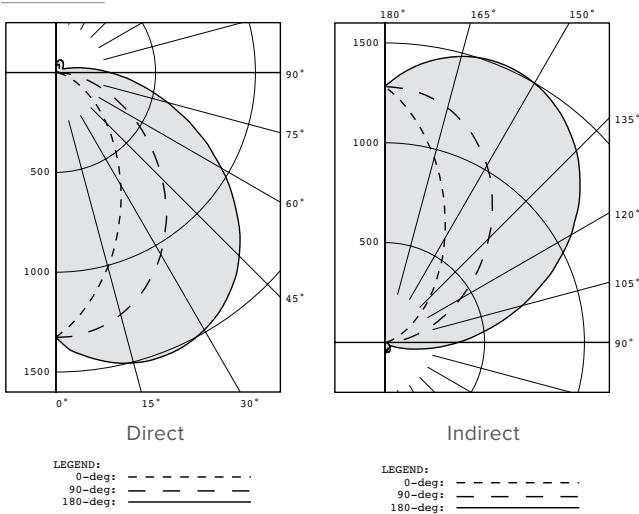 90°
75°
500
60°
1000
45°
1500
0° 15° 30°
Direct
LEGEND:
0-deg:
90-deg:
180-deg:
180° 165° 150°
1500
135°
1000
120°
500
105°
90°
Indirect
LEGEND:
0-deg:
90-deg:
180-deg: